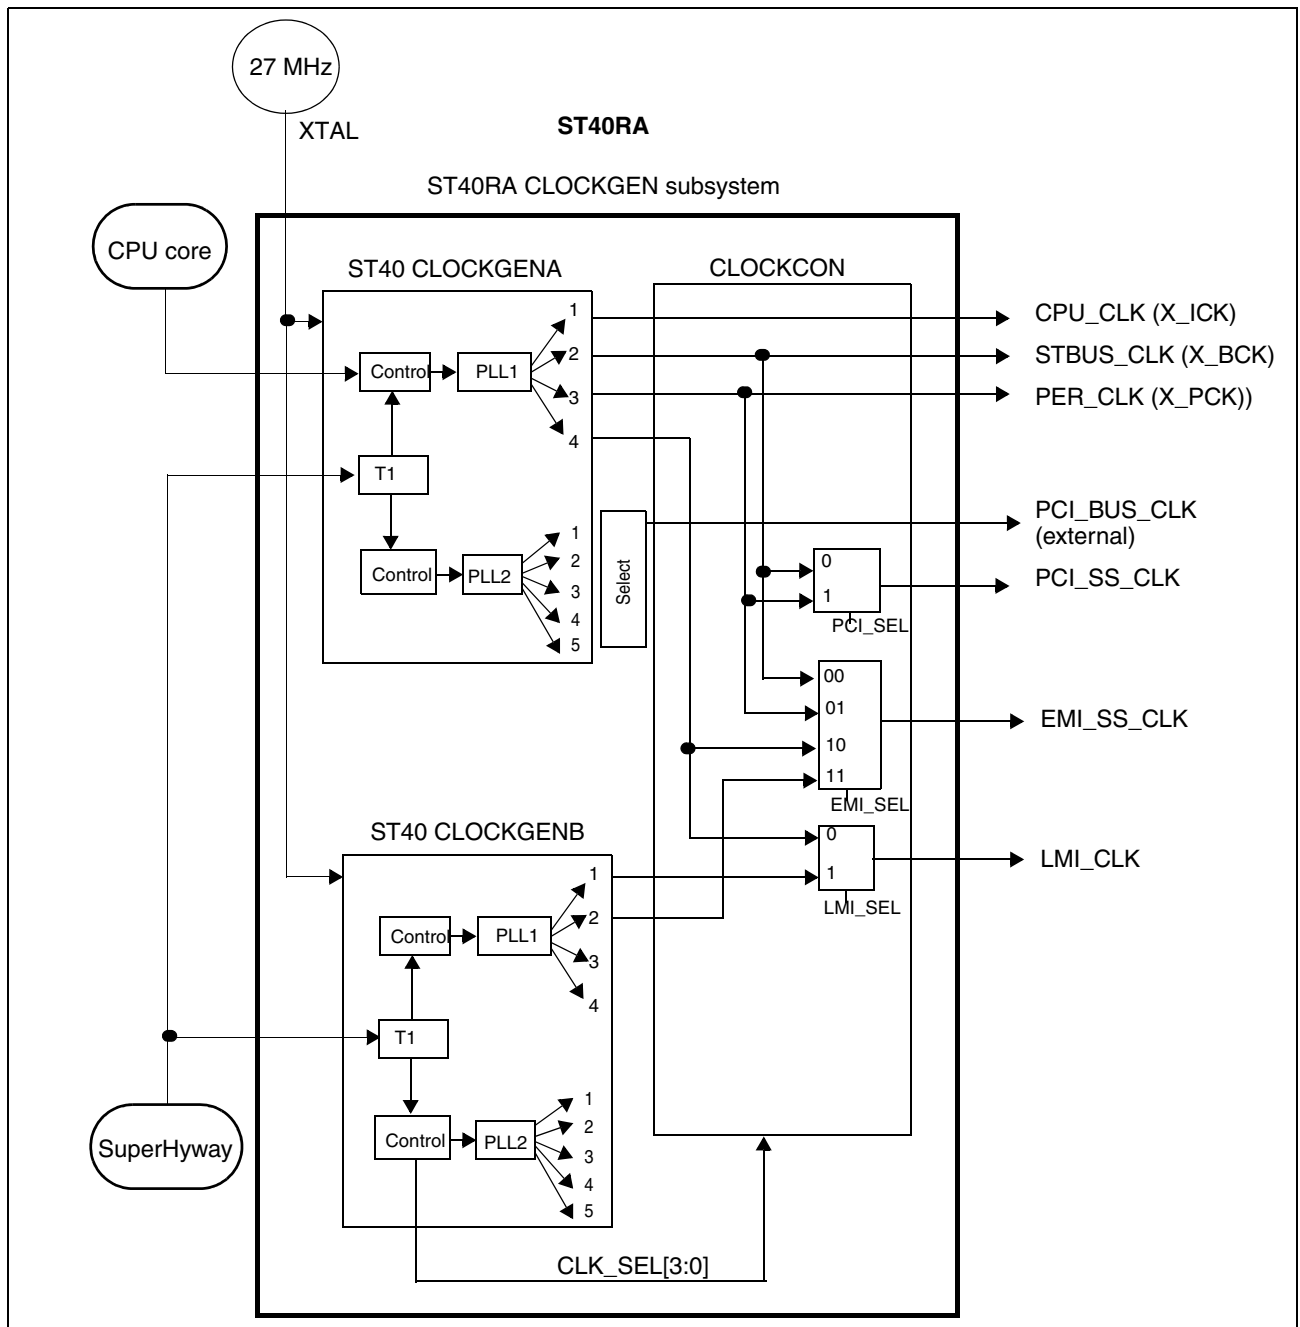 27 MHz
XTAL
ST40RA
ST40RA CLOCKGEN subsystem
CPU core
ST40 CLOCKGENA
CLOCKCON
1
2
3
4
Control
PLL1
T1
Control
PLL2
1
2
3
4
5
Select
CPU_CLK (X_ICK)
STBUS_CLK (X_BCK)
PER_CLK (X_PCK))
PCI_BUS_CLK
(external)
PCI_SS_CLK
0
1
PCI_SEL
00
01
10
11
EMI_SEL
EMI_SS_CLK
0
1
LMI_SEL
LMI_CLK
ST40 CLOCKGENB
1
2
3
4
Control
PLL1
T1
Control
PLL2
1
2
3
4
5
SuperHyway
CLK_SEL[3:0]